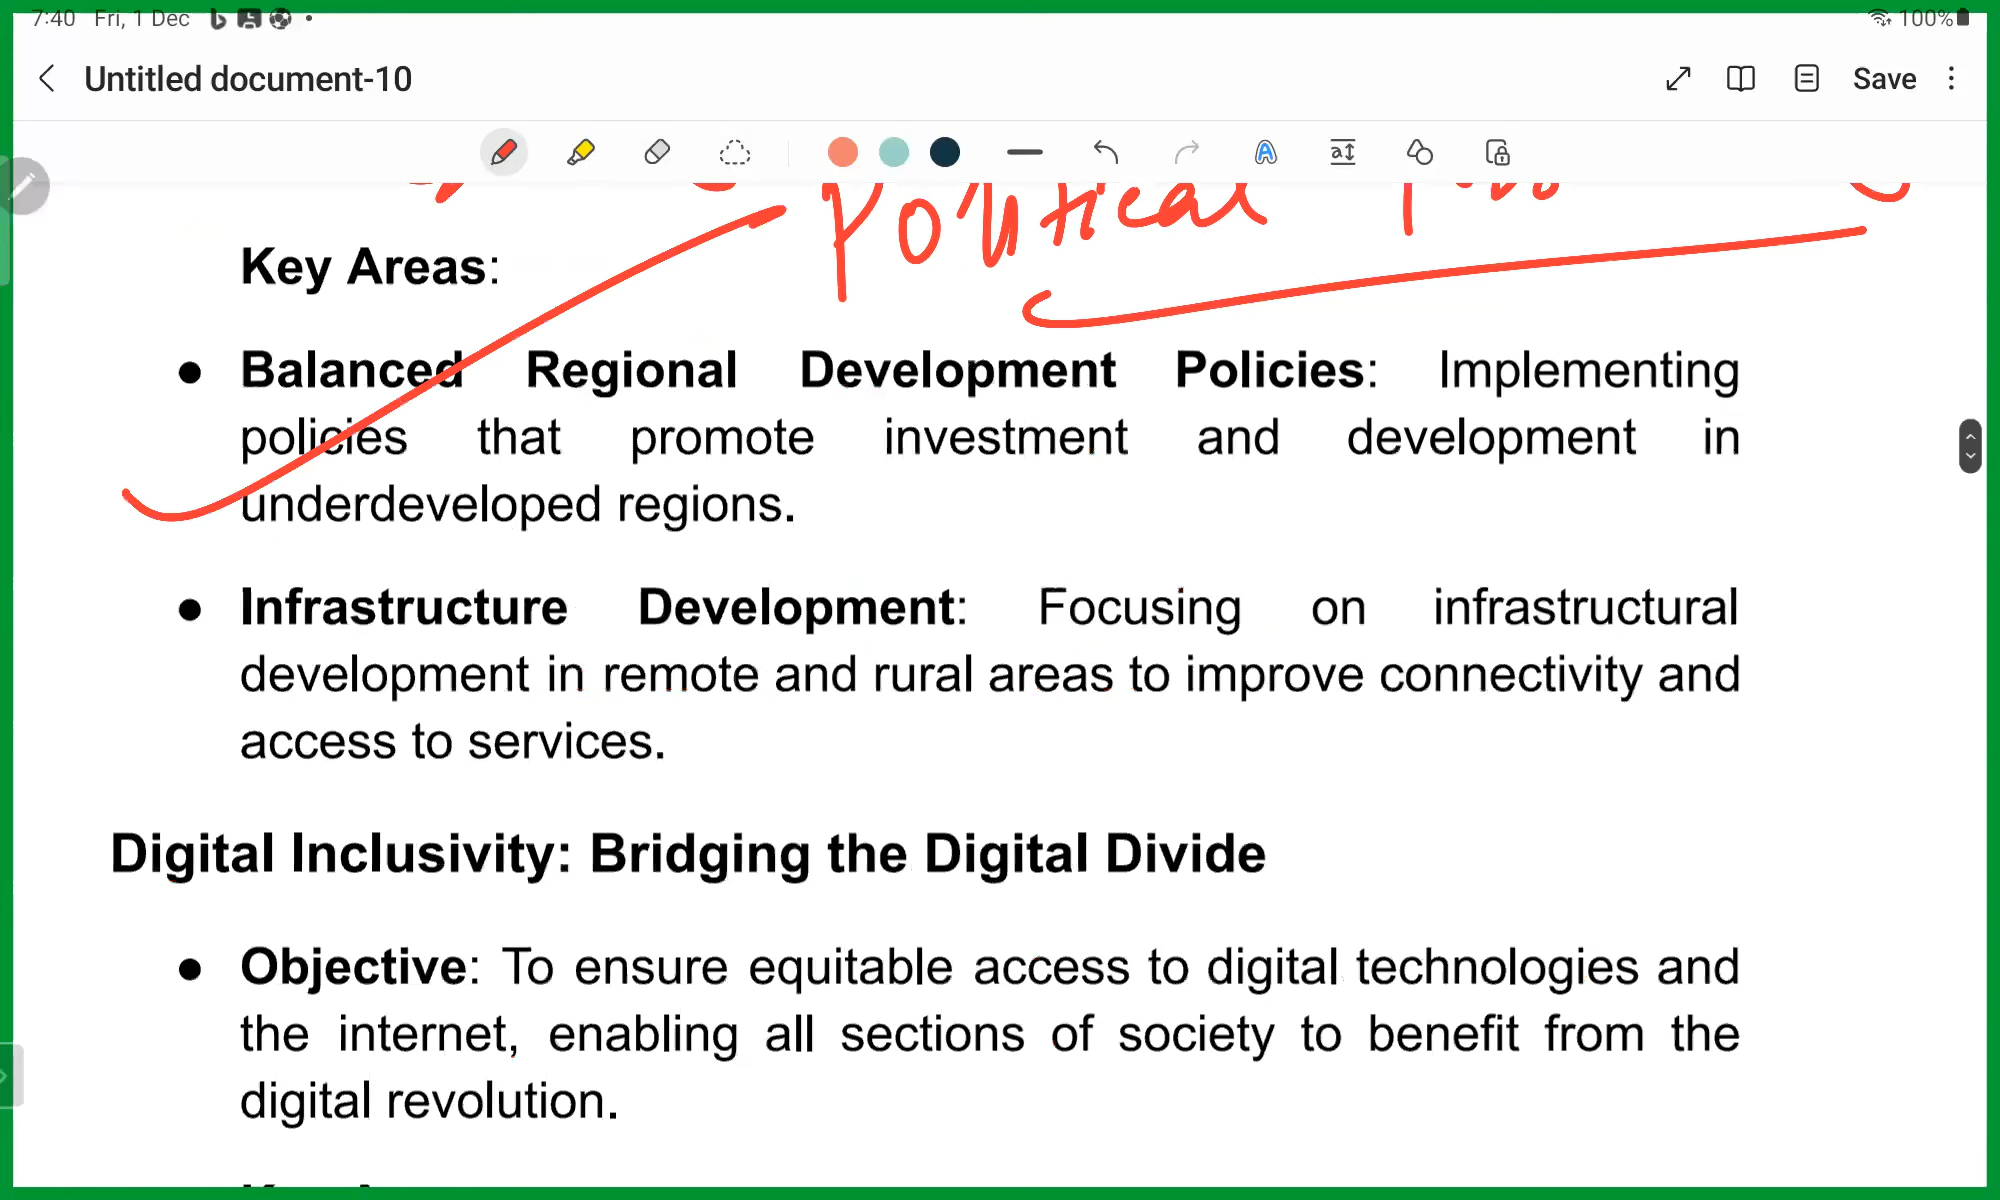 7:40 Fri, 1 Dec
100%
Untitled document-10
Save
Political
Key Areas:
● Balanced Regional Development Policies: Implementing
policies that promote investment and development in
underdeveloped regions.
● Infrastructure Development: Focusing on infrastructural
development in remote and rural areas to improve connectivity and
access to services.
Digital Inclusivity: Bridging the Digital Divide
● Objective: To ensure equitable access to digital technologies and
the internet, enabling all sections of society to benefit from the
digital revolution.